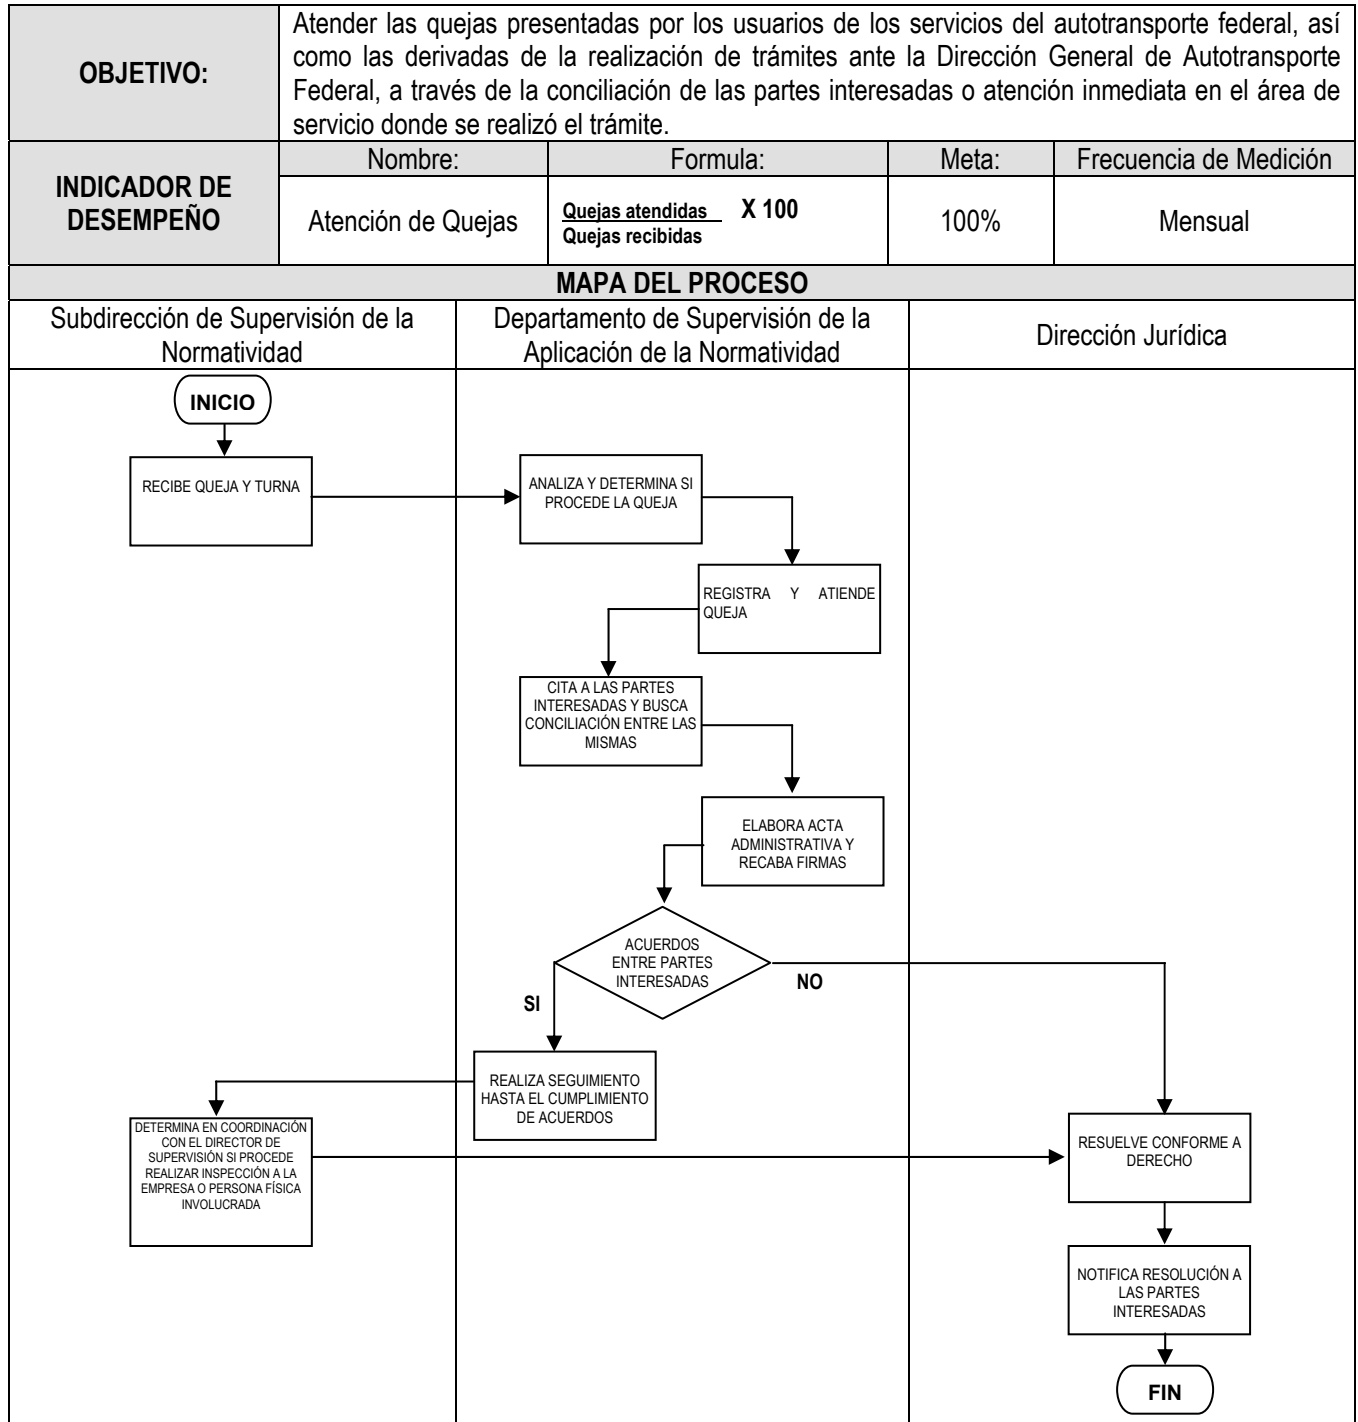 OBJETIVO:
Atender las quejas presentadas por los usuarios de los servicios del autotransporte federal, así
como las derivadas de la realización de trámites ante la Dirección General de Autotransporte
Federal, a través de la conciliación de las partes interesadas o atención inmediata en el área de
servicio donde se realizó el trámite.
INDICADOR DE
DESEMPEÑO
Nombre:
Formula:
Meta:
Frecuencia de Medición
Atención de Quejas
Quejas atendidas X 100
Quejas recibidas
100%
Mensual
MAPA DEL PROCESO
Subdirección de Supervisión de la
Normatividad
Departamento de Supervisión de la
Aplicación de la Normatividad
Dirección Jurídica
INICIO
RECIBE QUEJA Y TURNA
ANALIZA Y DETERMINA SI
PROCEDE LA QUEJA
REGISTRA Y ATIENDE
QUEJA
CITA A LAS PARTES
INTERESADAS Y BUSCA
CONCILIACIÓN ENTRE LAS
MISMAS
ELABORA ACTA
ADMINISTRATIVA Y
RECABA FIRMAS
ACUERDOS
ENTRE PARTES
INTERESADAS
SI
NO
REALIZA SEGUIMIENTO
HASTA EL CUMPLIMIENTO
DE ACUERDOS
DETERMINA EN COORDINACIÓN
CON EL DIRECTOR DE
SUPERVISIÓN SI PROCEDE
REALIZAR INSPECCIÓN A LA
EMPRESA O PERSONA FÍSICA
INVOLUCRADA
RESUELVE CONFORME A
DERECHO
NOTIFICA RESOLUCIÓN A
LAS PARTES
INTERESADAS
FIN